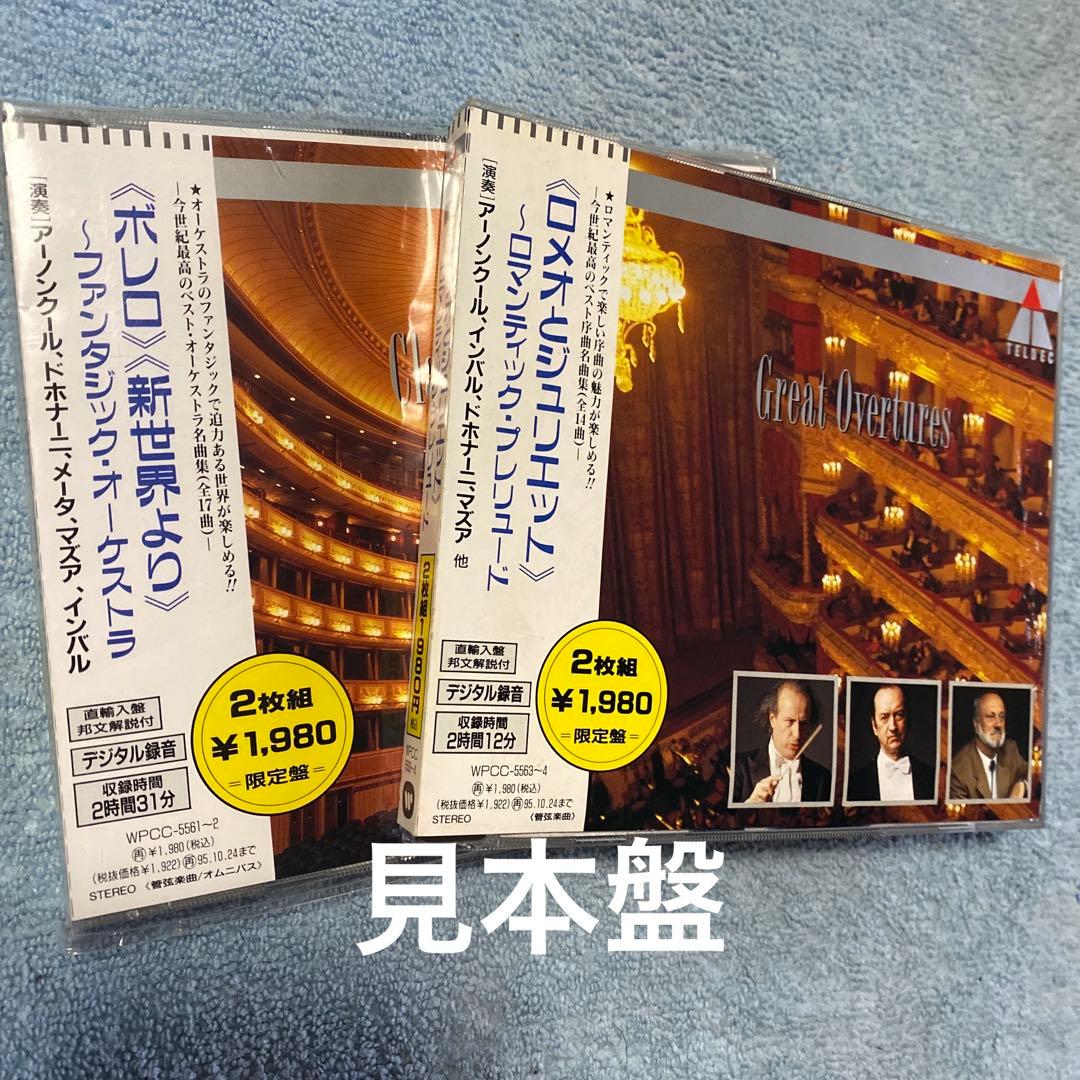 ★オーケストラのファンタジックで迫力ある世界が楽しめる!!
―今世紀最高のベスト・オーケストラ名曲集(全17曲)―
《ボレロ》《新世界より》
〜ファンタジック・オーケストラ
[演奏]アーノンクール、ドホナーニ、メータ、マズア、インバル
直輸入盤
邦文解説付
デジタル録音
収録時間
2時間31分
2枚組
¥1,980
=限定盤=
WPCC-5561〜2
再¥1,980(税込)
(税抜価格¥1,922)再95.10.24まで
STEREO 《管弦楽曲/オムニバス》
★ロマンティックで楽しい序曲の魅力が楽しめる!!
―今世紀最高のベスト序曲名曲集(全14曲)―
《ロメオとジュリエット》
〜ロマンティック・プレリュード
[演奏]アーノンクール、インバル、ドホナーニ、マズア 他
直輸入盤
邦文解説付
デジタル録音
収録時間
2時間12分
2枚組
¥1,980
=限定盤=
WPCC-5563〜4
再¥1,980(税込)
(税抜価格¥1,922)再95.10.24まで
STEREO 《管弦楽曲》
2枚組1980円
税込
WPCC
Great Overtures
TELDEC
見本盤